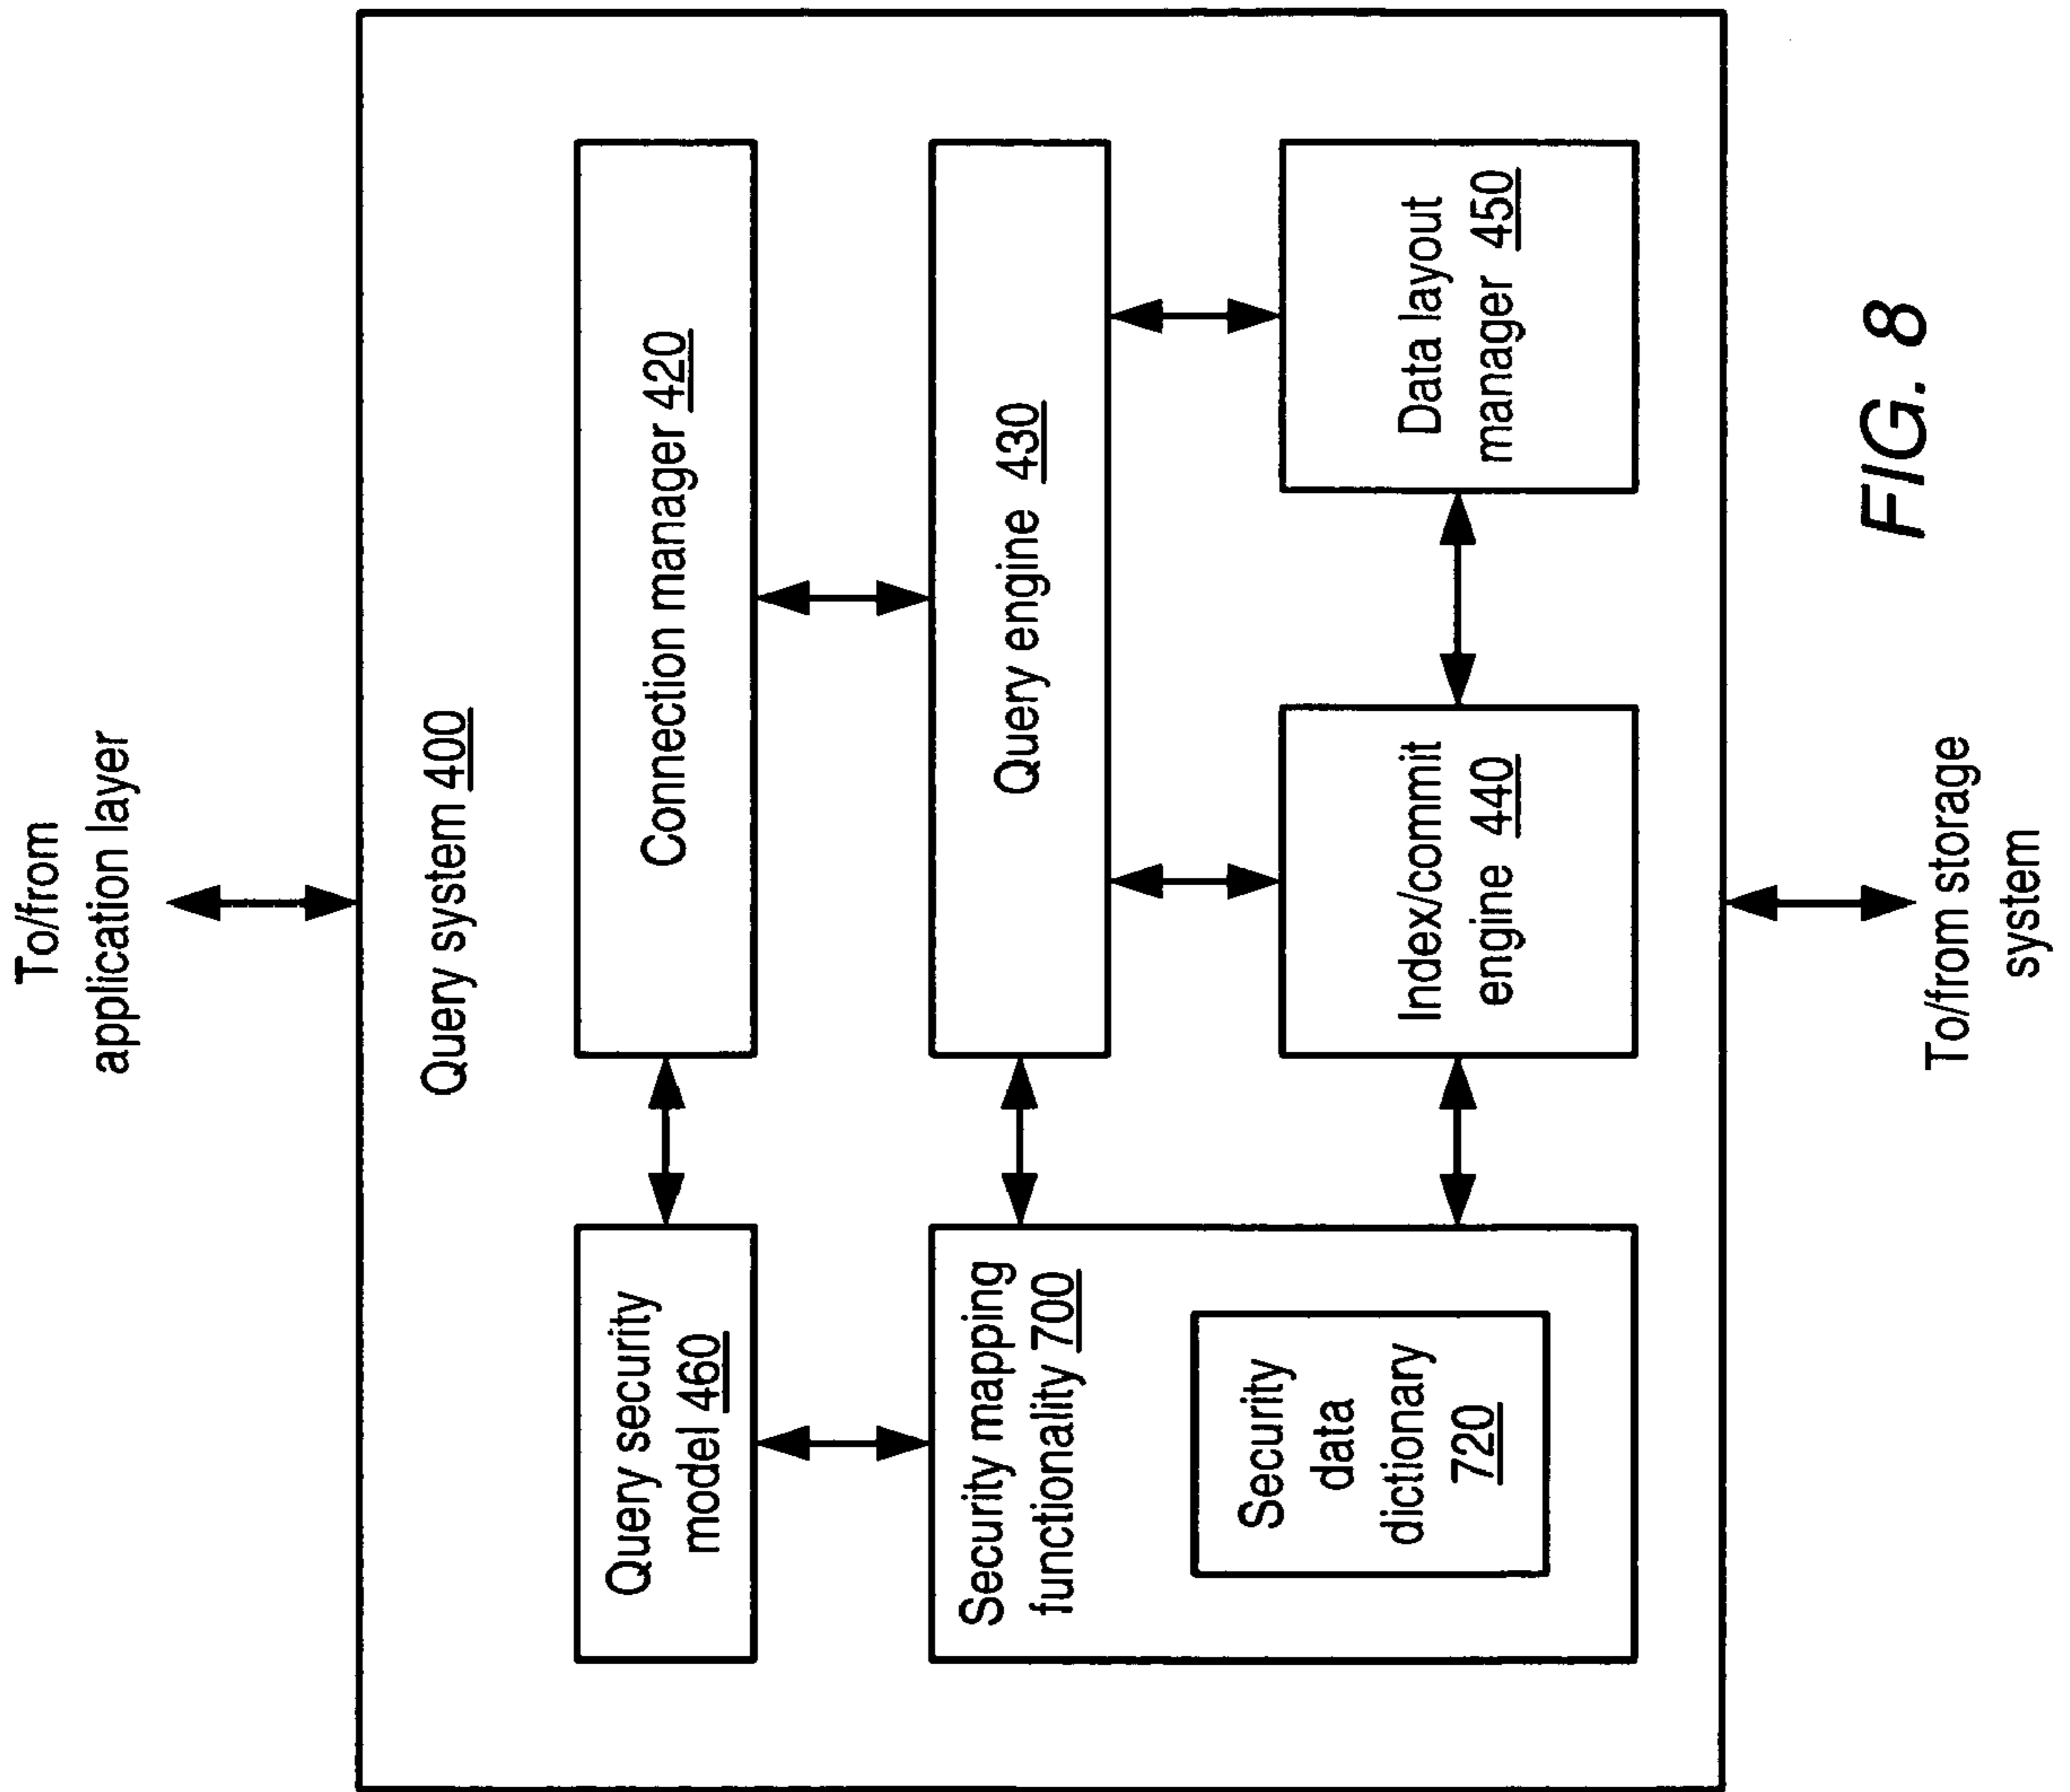 To/from
application layer
Query system 400
Query security
model 460
Connection manager 420
Security mapping
functionality 700
Security
data
dictionary
720
Query engine 430
Index/commit
engine 440
Data layout
manager 450
To/from storage
system
FIG. 8